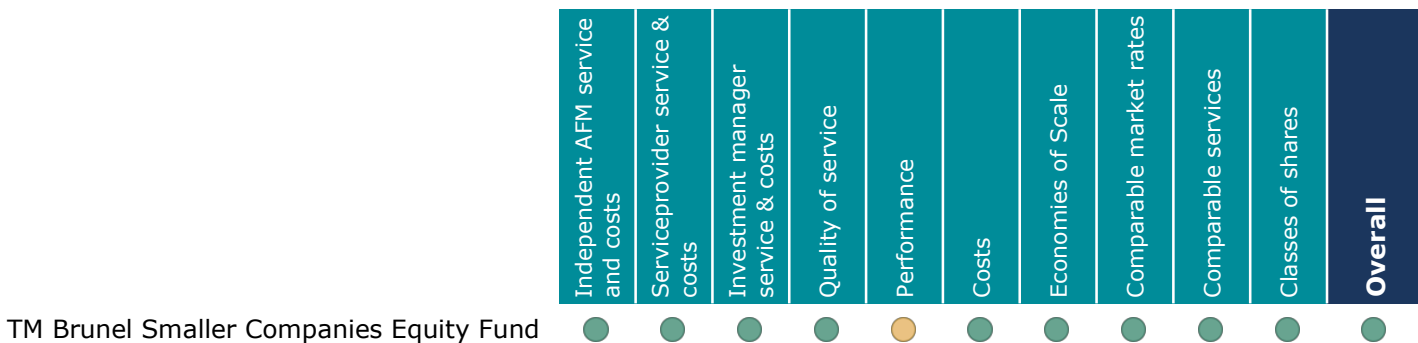 Independent AFM service
and costs
Serviceprovider service &
costs
Investment manager
service & costs
Quality of service
Performance
Costs
Economies of Scale
Comparable market rates
Comparable services
Classes of shares
Overall
TM Brunel Smaller Companies Equity Fund